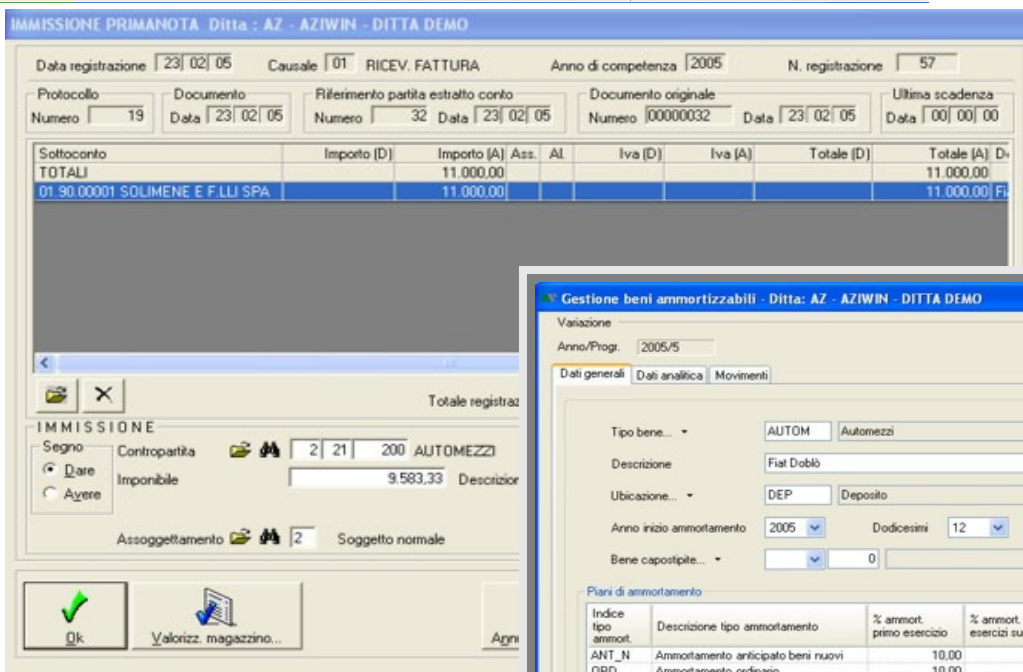 IMMISSIONE PRIMANOTA Ditta : AZ - AZIWIN - DITTA DEMO
Data registrazione 23 02 05 Causale 01 RICEV. FATTURA Anno di competenza 2005 N. registrazione 57
Protocollo Documento Riferimento partita estratto conto Documento originale Ultima scadenza
Numero 19 Data 23 02 05 Numero 32 Data 23 02 05 Numero 00000032 Data 23 02 05 Data 00 00 00
Sottoconto Importo (D) Importo (A) Ass. Al. Iva (D) Iva (A) Totale (D) Totale (A)
TOTALI 11.000,00 11.000,00
01.90.00001 SOLIMENE E F.LLI SPA 11.000,00 11.000,00
Totale registraz
IMMISSIONE
Segno
Dare
Avere
Contropartita 2 21 200 AUTOMEZZI
Imponibile 9.583,33 Descrizion
Assoggettamento 2 Soggetto normale
Ok Valorizz. magazzino... Annu
Gestione beni ammortizzabili - Ditta: AZ - AZIWIN - DITTA DEMO
Variazione
Anno/Progr. 2005/5
Dati generali Dati analitica Movimenti
Tipo bene... AUTOM Automezzi
Descrizione Fiat Doblò
Ubicazione... DEP Deposito
Anno inizio ammortamento 2005 Dodicesimi 12
Bene capostipite... 0
Piani di ammortamento
Indice tipo ammort. Descrizione tipo ammortamento % ammort. primo esercizio % ammort. esercizi su
ANT_N Ammortamento anticipato beni nuovi 10,00
ORD Ammortamento ordinario 10,00